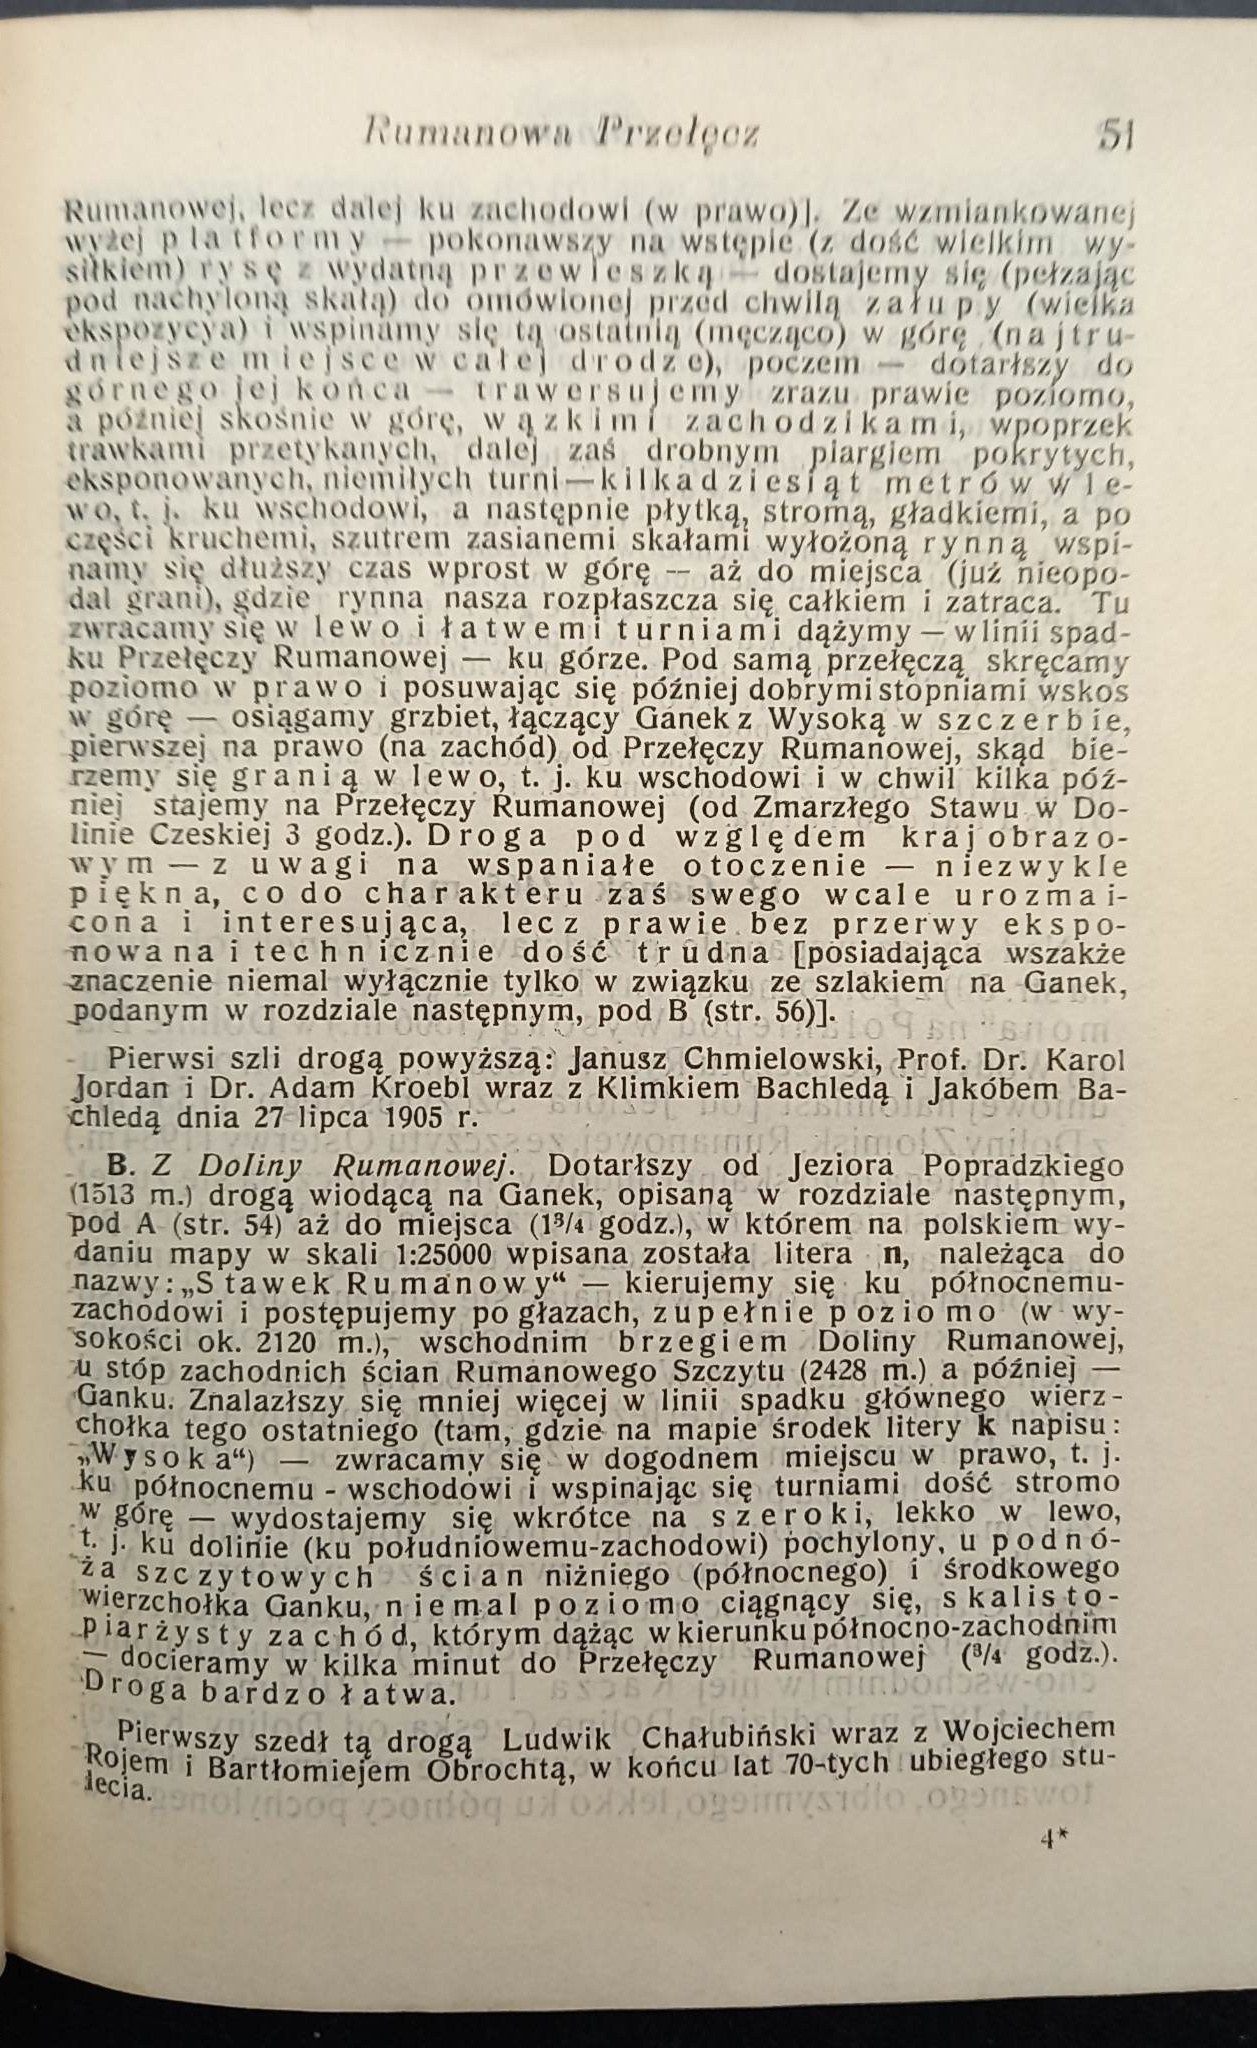 Rumanowa Przełęcz 51
Rumanowej, lecz dalej ku zachodowi (w prawo)]. Ze wzmiankowanej
wyżej platformy — pokonawszy na wstępie (z dość wielkim wy-
siłkiem) rysę z wydatną przewieszką — dostajemy się (pełzając
pod nachyloną skałą) do omówionej przed chwilą załupy (wielka
ekspozycya) i wspinamy się tą ostatnią (męcząco) w górę (najtru-
dniejsze miejsce w całej drodze), poczem — dotarłszy do
górnego jej końca — trawersujemy zrazu prawie poziomo,
a później skośnie w górę, wązkimi zachodzikami, wpoprzek
trawkami przetykanych, dalej zaś drobnym piargiem pokrytych,
eksponowanych, niemiłych turni — kilkadziesiąt metrów w le-
wo, t. j. ku wschodowi, a następnie płytką, stromą, gładkiemi, a po
części kruchemi, szutrem zasianemi skałami wyłożoną rynną wspi-
namy się dłuższy czas wprost w górę — aż do miejsca (już nieopo-
dal grani), gdzie rynna nasza rozpłaszcza się całkiem i zatraca. Tu
zwracamy się w lewo i łatwemi turniami dążymy — w linii spad-
ku Przełęczy Rumanowej — ku górze. Pod samą przełęczą skręcamy
poziomo w prawo i posuwając się później dobrymi stopniami wskos
w górę — osiągamy grzbiet, łączący Ganek z Wysoką w szczerbie,
pierwszej na prawo (na zachód) od Przełęczy Rumanowej, skąd bie-
rzemy się granią w lewo, t. j. ku wschodowi i w chwil kilka póź-
niej stajemy na Przełęczy Rumanowej (od Zmarzłego Stawu w Do-
linie Czeskiej 3 godz.). Droga pod względem krajobrazo-
wym — z uwagi na wspaniałe otoczenie — niezwykle
piękna, co do charakteru zaś swego wcale urozmai-
cona i interesująca, lecz prawie bez przerwy ekspo-
nowana i technicznie dość trudna [posiadająca wszakże
znaczenie niemal wyłącznie tylko w związku ze szlakiem na Ganek,
podanym w rozdziale następnym, pod B (str. 56)].
Pierwsi szli drogą powyższą: Janusz Chmielowski, Prof. Dr. Karol
Jordan i Dr. Adam Kroebl wraz z Klimkiem Bachledą i Jakóbem Ba-
chledą dnia 27 lipca 1905 r.
B. Z Doliny Rumanowej. Dotarłszy od Jeziora Popradzkiego
(1513 m.) drogą wiodącą na Ganek, opisaną w rozdziale następnym,
pod A (str. 54) aż do miejsca (1³/₄ godz.), w którem na polskiem wy-
daniu mapy w skali 1:25000 wpisana została litera n, należąca do
nazwy: „Stawek Rumanowy“ — kierujemy się ku północnemu-
zachodowi i postępujemy po głazach, zupełnie poziomo (w wy-
sokości ok. 2120 m.), wschodnim brzegiem Doliny Rumanowej,
u stóp zachodnich ścian Rumanowego Szczytu (2428 m.) a później —
Ganku. Znalazłszy się mniej więcej w linii spadku głównego wierz-
chołka tego ostatniego (tam, gdzie na mapie środek litery k napisu:
„Wysoka“) — zwracamy się w dogodnem miejscu w prawo, t. j.
ku północnemu - wschodowi i wspinając się turniami dość stromo
w górę — wydostajemy się wkrótce na szeroki, lekko w lewo,
t. j. ku dolinie (ku południowemu-zachodowi) pochylony, u podnó-
ża szczytowych ścian niżniego (północnego) i środkowego
wierzchołka Ganku, niemal poziomo ciągnący się, skalisto-
piarżysty zachód, którym dążąc w kierunku północno-zachodnim
— docieramy w kilka minut do Przełęczy Rumanowej (³/₄ godz.).
Droga bardzo łatwa.
Pierwszy szedł tą drogą Ludwik Chałubiński wraz z Wojciechem
Rojem i Bartłomiejem Obrochtą, w końcu lat 70-tych ubiegłego stu-
lecia.
4*